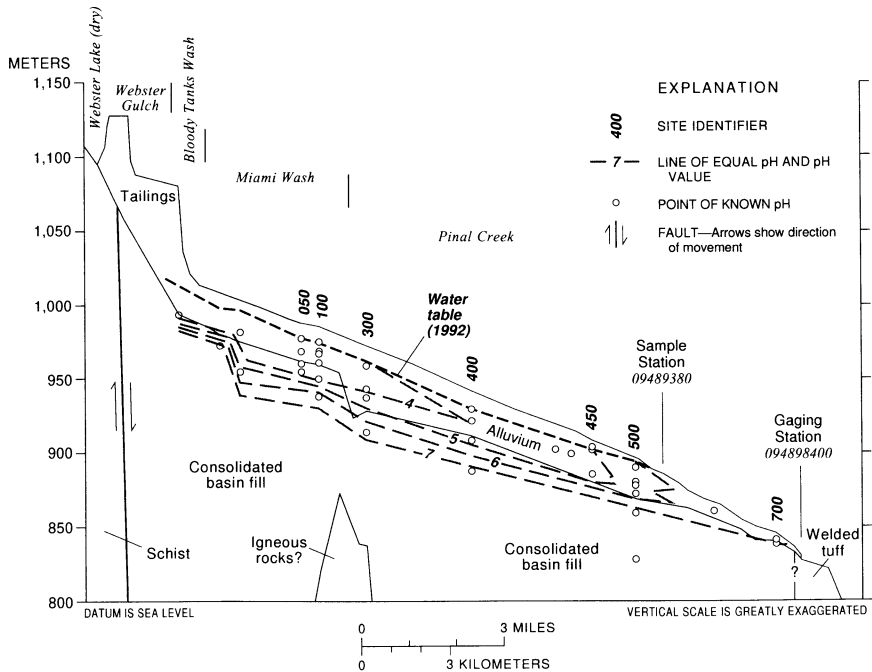 METERS
1,150
1,100
1,050
1,000
950
900
850
800
Webster Lake (dry)
Webster
Gulch
Bloody Tanks Wash
Miami Wash
Pinal Creek
Tailings
EXPLANATION
400
SITE IDENTIFIER
7
LINE OF EQUAL pH AND pH
VALUE
POINT OF KNOWN pH
FAULT—Arrows show direction
of movement
050
100
300
Water
table
(1992)
400
450
500
Sample
Station
09489380
Gaging
Station
094898400
700
4
5
6
7
Alluvium
Consolidated
basin fill
Schist
Igneous
rocks?
Consolidated
basin fill
Welded
tuff
?
DATUM IS SEA LEVEL
VERTICAL SCALE IS GREATLY EXAGGERATED
0 3 MILES
0 3 KILOMETERS